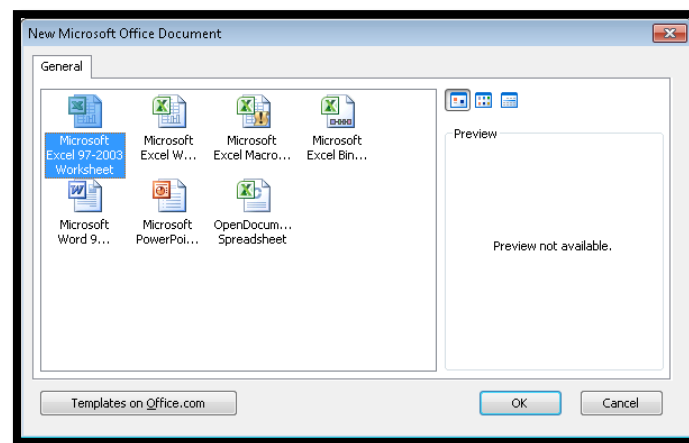 New Microsoft Office Document
General
Microsoft
Excel 97-2003
Worksheet
Microsoft
Excel W...
Microsoft
Excel Macro...
Microsoft
Excel Bin...
Microsoft
Word 9...
Microsoft
PowerPoi...
OpenDocum...
Spreadsheet
Preview
Preview not available.
Templates on Office.com
OK
Cancel